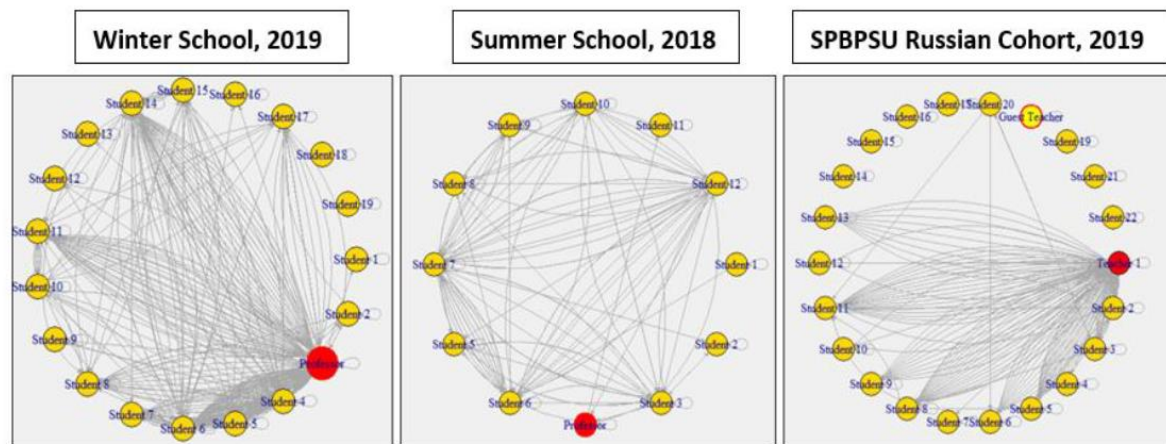 Winter School, 2019
Summer School, 2018
SPBPSU Russian Cohort, 2019
Student 15
Student 14
Student 16
Student 13
Student 17
Student 12
Student 18
Student 11
Student 19
Student 10
Student 1
Student 9
Student 2
Student 8
Professor
Student 7
Student 4
Student 6
Student 5
Student 10
Student 9
Student 11
Student 8
Student 12
Student 7
Student 1
Student 5
Student 2
Student 6
Student 3
Professor
Student 20
Student 16
Guest Teacher
Student 15
Student 19
Student 14
Student 21
Student 13
Student 22
Student 12
Teacher 1
Student 11
Student 2
Student 10
Student 3
Student 9
Student 4
Student 8
Student 5
Student 7
Student 6